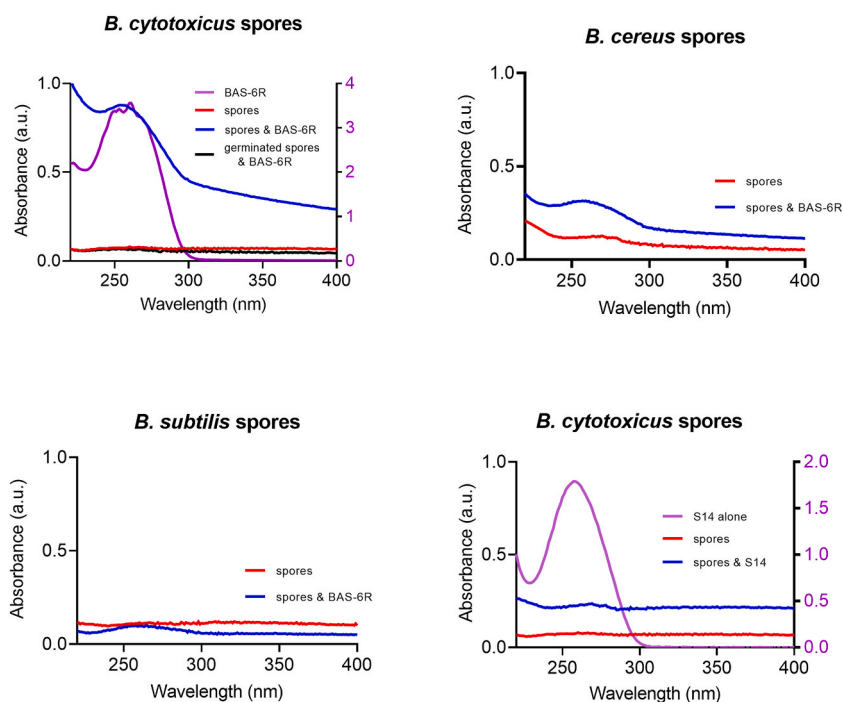 B. cytotoxicus spores
1.0
0.5
0.0
Absorbance (a.u.)
4
3
2
1
0
BAS-6R
spores
spores & BAS-6R
germinated spores
& BAS-6R
250
300
350
400
Wavelength (nm)
B. cereus spores
1.0
0.5
0.0
Absorbance (a.u.)
spores
spores & BAS-6R
250
300
350
400
Wavelength (nm)
B. subtilis spores
1.0
0.5
0.0
Absorbance (a.u.)
spores
spores & BAS-6R
250
300
350
400
Wavelength (nm)
B. cytotoxicus spores
1.0
0.5
0.0
Absorbance (a.u.)
2.0
1.5
1.0
0.5
0.0
S14 alone
spores
spores & S14
250
300
350
400
Wavelength (nm)